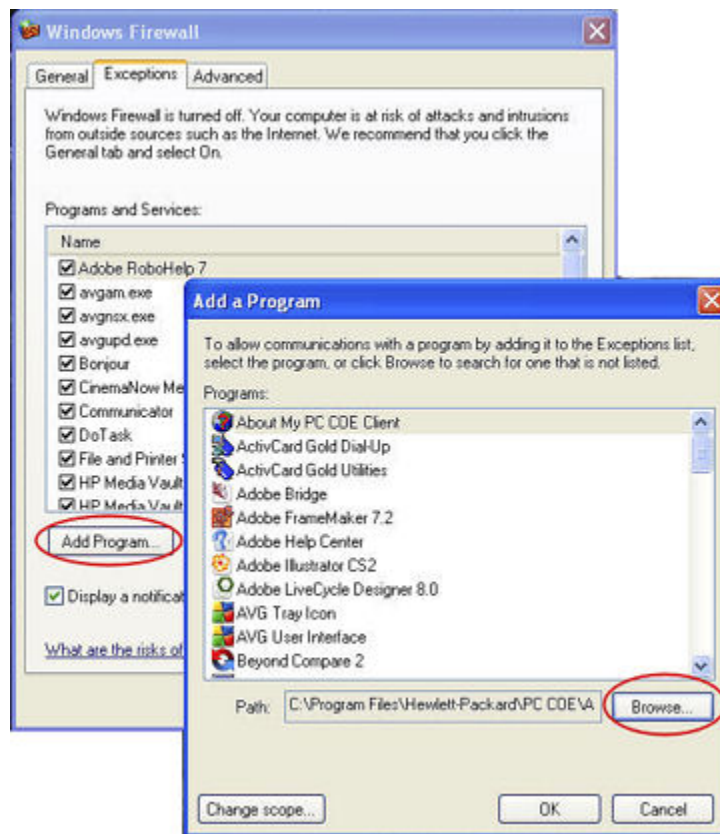 Windows Firewall
General Exceptions Advanced
Windows Firewall is turned off. Your computer is at risk of attacks and intrusions
from outside sources such as the Internet. We recommend that you click the
General tab and select On.
Programs and Services:
Name
Adobe RoboHelp 7
avgam.exe
avgnsx.exe
avgupd.exe
Bonjour
CinemaNow Me
Communicator
DoTask
File and Printer
HP Media Vault
HP Media Vault
Add Program...
Display a notificat
What are the risks of
Add a Program
To allow communications with a program by adding it to the Exceptions list,
select the program, or click Browse to search for one that is not listed.
Programs:
About My PC COE Client
ActivCard Gold Dial-Up
ActivCard Gold Utilities
Adobe Bridge
Adobe FrameMaker 7.2
Adobe Help Center
Adobe Illustrator CS2
Adobe LiveCycle Designer 8.0
AVG Tray Icon
AVG User Interface
Beyond Compare 2
Path: C:\Program Files\Hewlett-Packard\PC COE\A Browse...
Change scope... OK Cancel